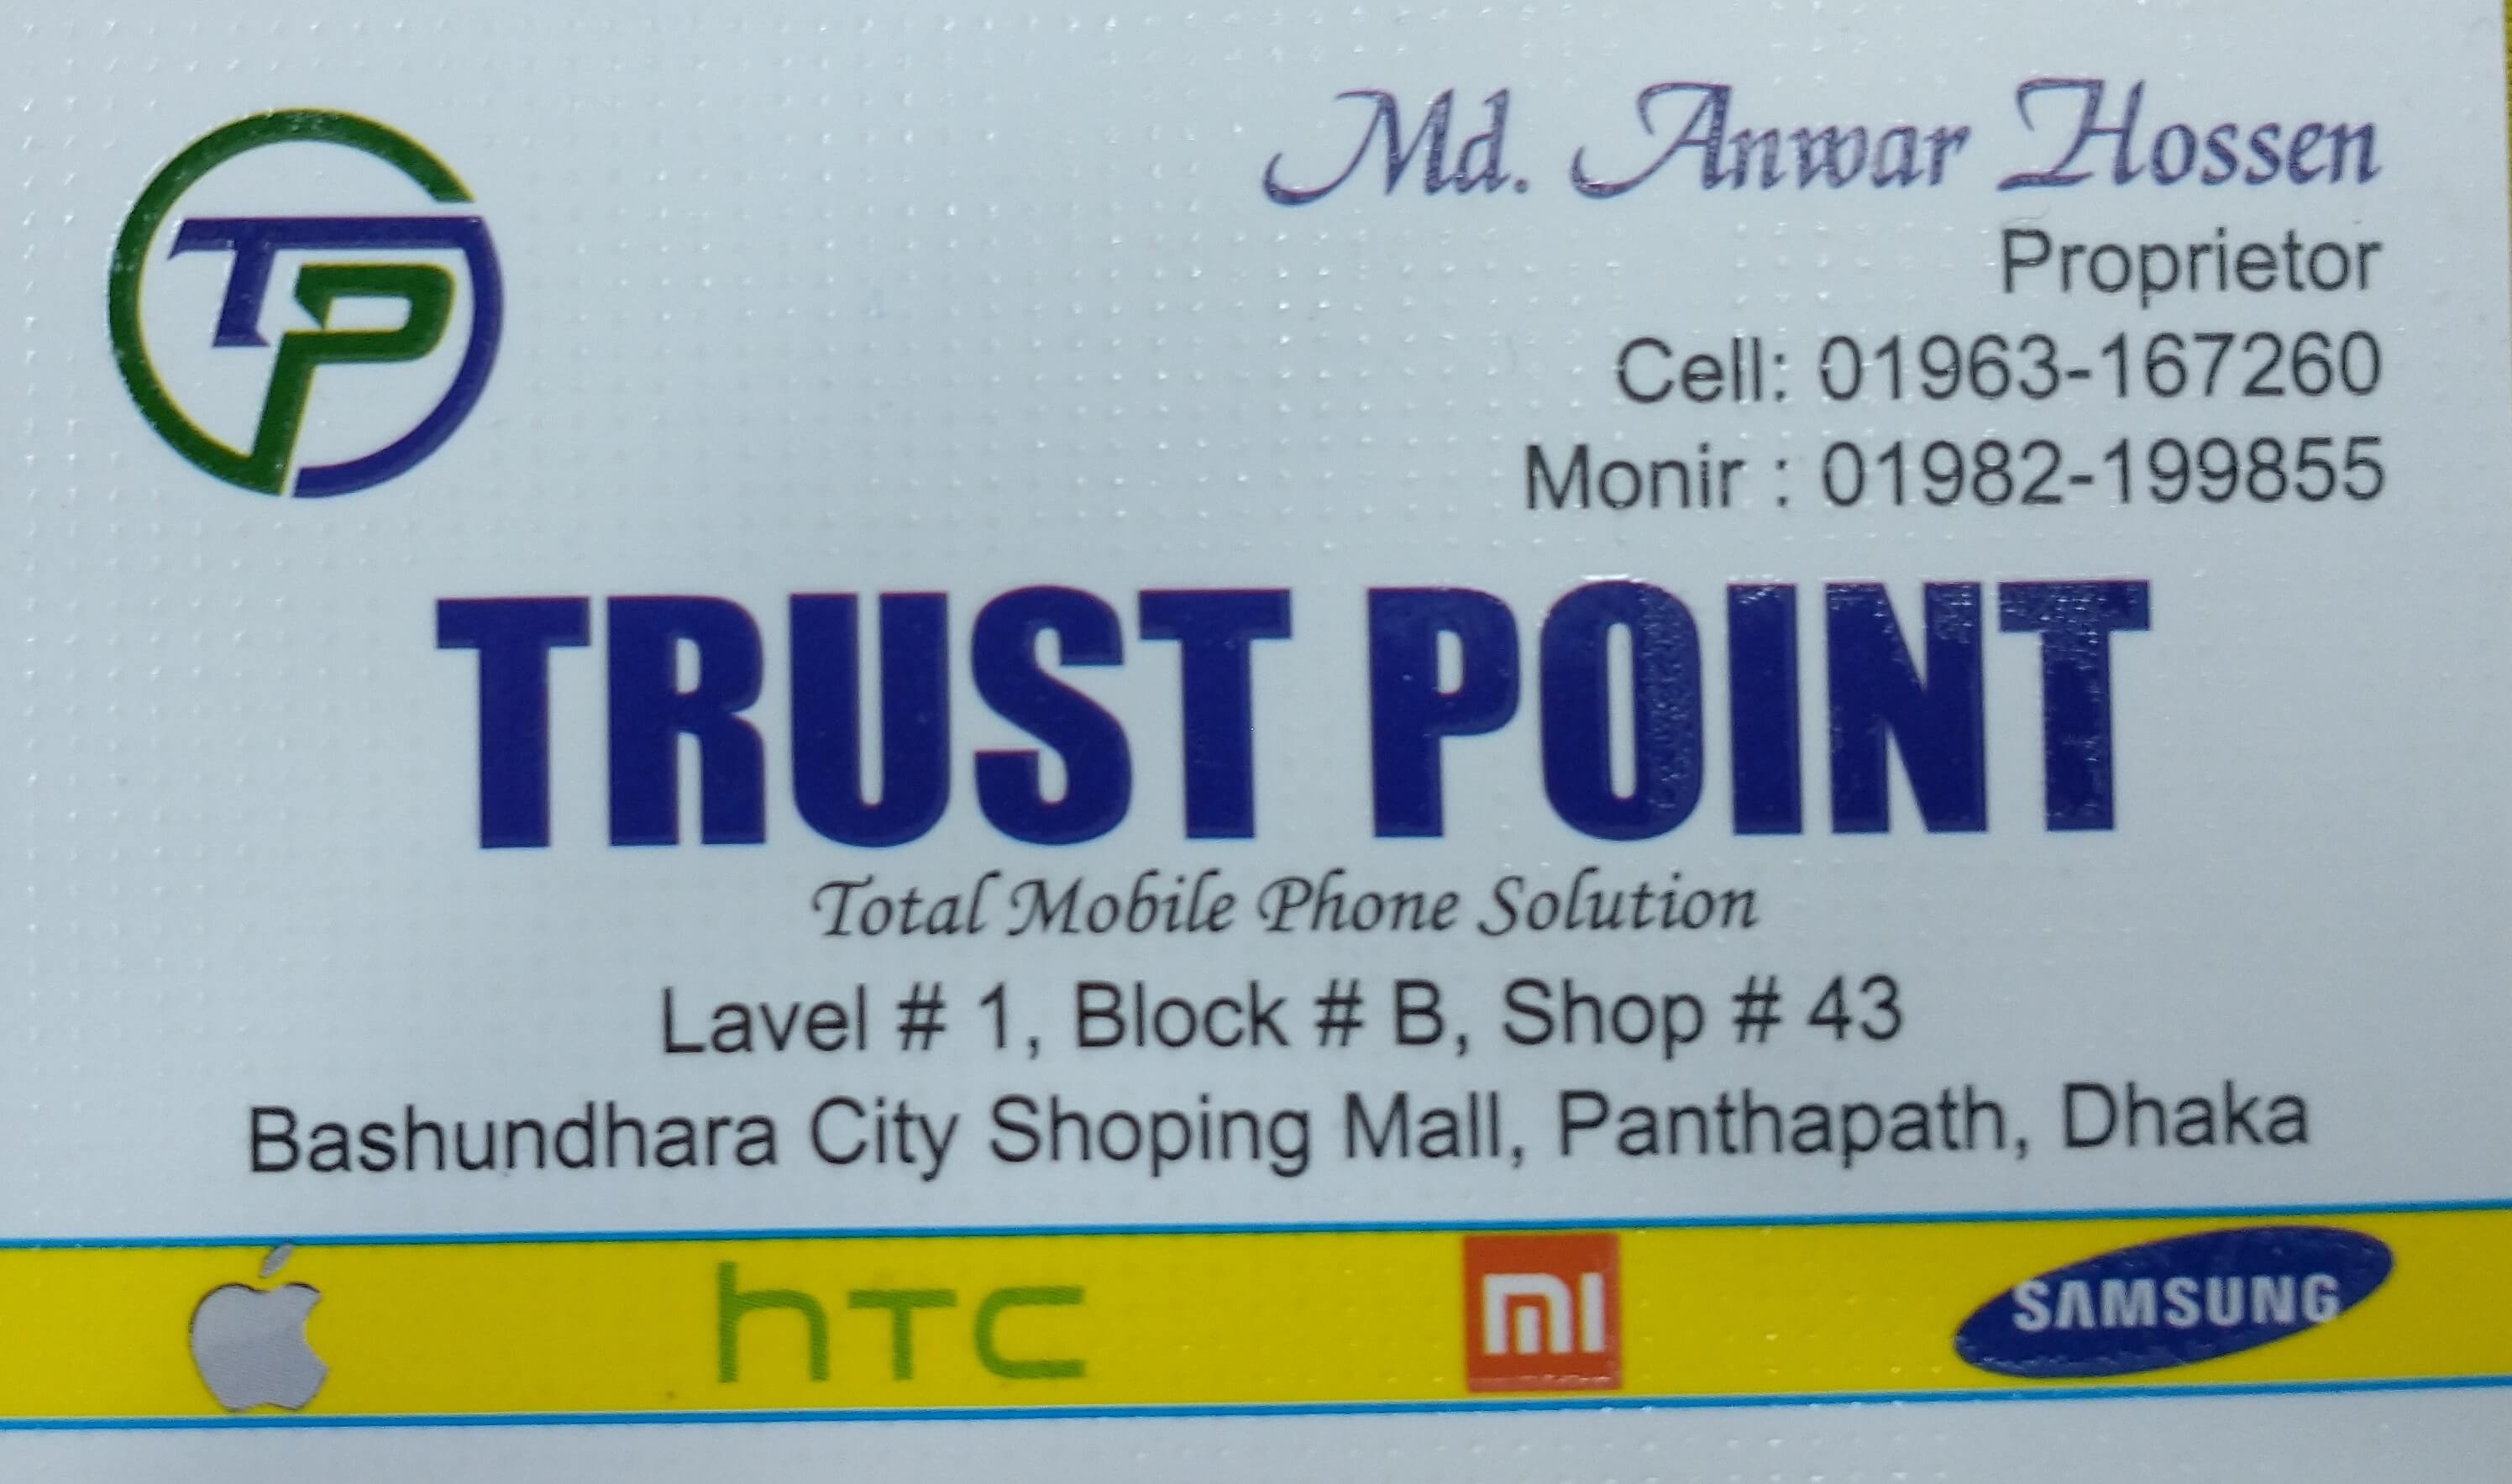 TP
Md. Anwar Hossen
Proprietor
Cell: 01963-167260
Monir : 01982-199855
TRUST POINT
Total Mobile Phone Solution
Lavel # 1, Block # B, Shop # 43
Bashundhara City Shoping Mall, Panthapath, Dhaka
hTC
mi
SAMSUNG